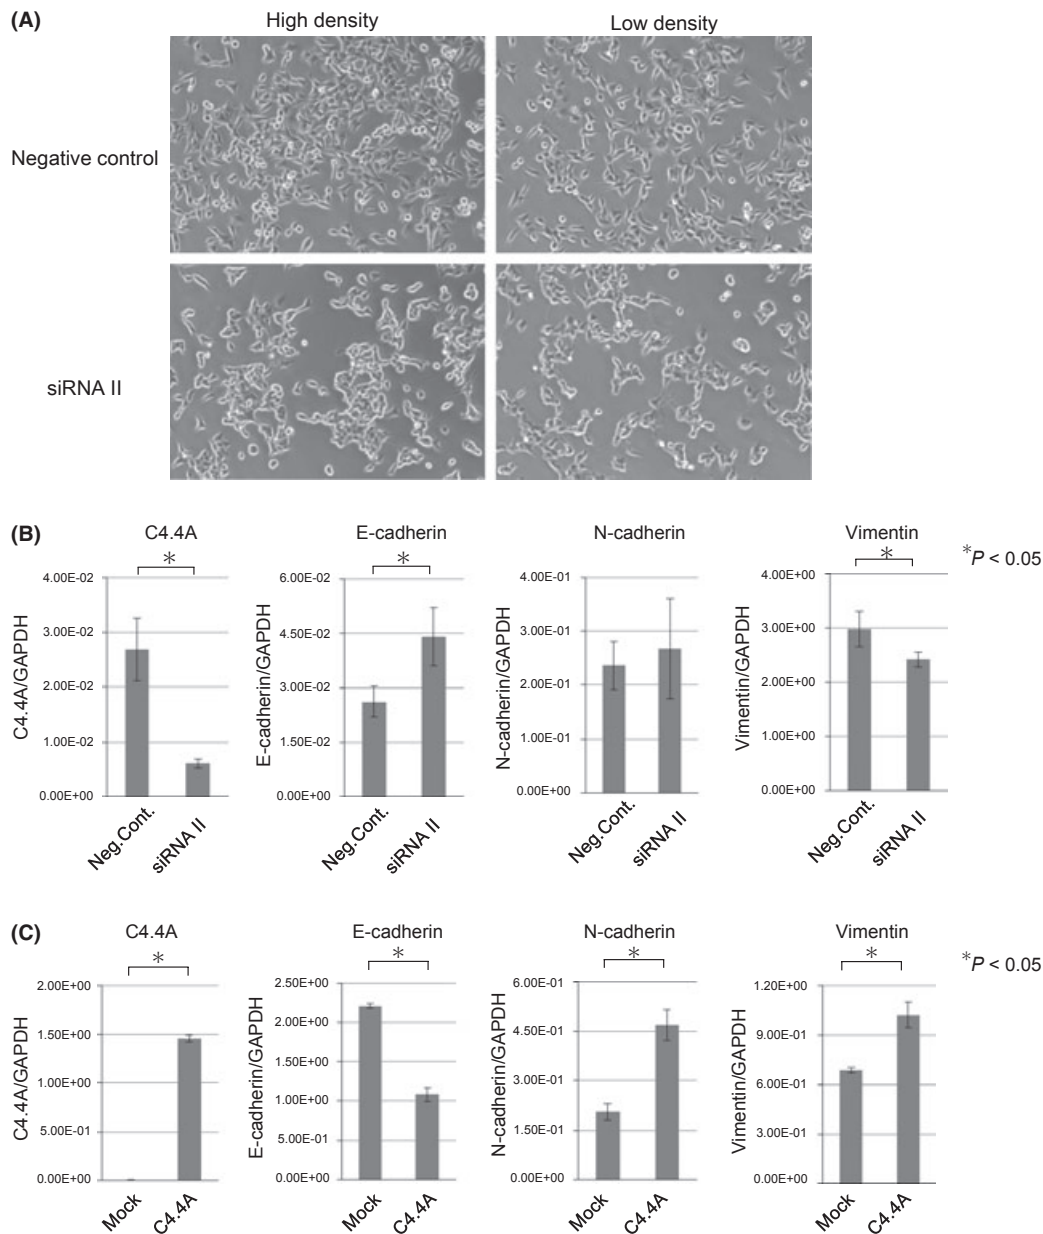 (A)
High density
Low density
Negative control
siRNA II
(B)
C4.4A
*
C4.4A/GAPDH
4.00E-02
3.00E-02
2.00E-02
1.00E-02
0.00E+00
Neg.Cont.
siRNA II
E-cadherin
*
E-cadherin/GAPDH
6.00E-02
4.50E-02
3.00E-02
1.50E-02
0.00E+00
Neg.Cont.
siRNA II
N-cadherin
N-cadherin/GAPDH
4.00E-01
3.00E-01
2.00E-01
1.00E-01
0.00E+00
Neg.Cont.
siRNA II
Vimentin
*
Vimentin/GAPDH
4.00E+00
3.00E+00
2.00E+00
1.00E+00
0.00E+00
Neg.Cont.
siRNA II
*P < 0.05
(C)
C4.4A
*
C4.4A/GAPDH
2.00E+00
1.50E+00
1.00E+00
5.00E-01
0.00E+00
Mock
C4.4A
E-cadherin
*
E-cadherin/GAPDH
2.50E+00
2.00E+00
1.50E+00
1.00E+00
5.00E-01
0.00E+00
Mock
C4.4A
N-cadherin
*
N-cadherin/GAPDH
6.00E-01
4.50E-01
3.00E-01
1.50E-01
0.00E+00
Mock
C4.4A
Vimentin
*
Vimentin/GAPDH
1.20E+00
9.00E-01
6.00E-01
3.00E-01
0.00E+00
Mock
C4.4A
*P < 0.05